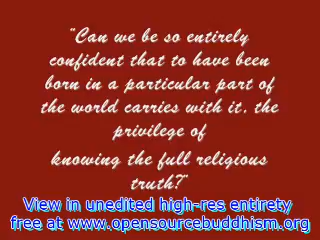 "Can we be so entirely
confident that to have been
born in a particular part of
the world carries with it, the
privilege of
knowing the full religious
truth?"
View in unedited high-res entirety
free at www.opensourcebuddhism.org